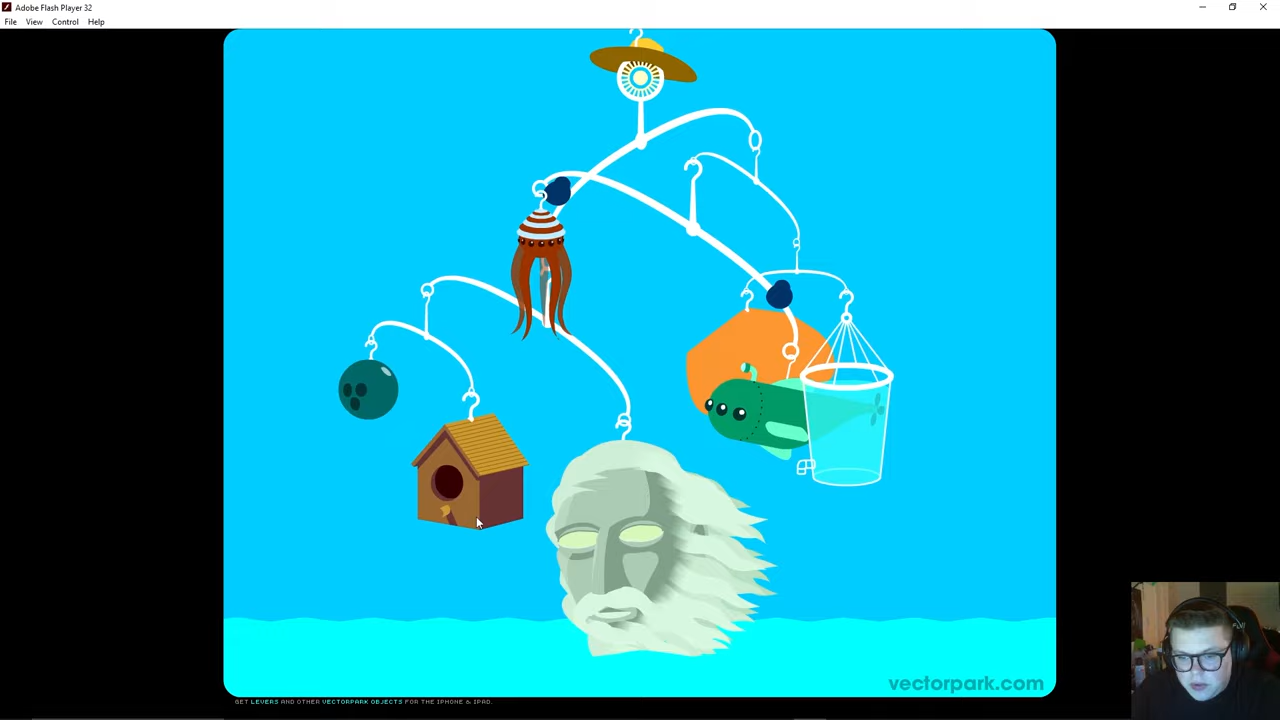 Adobe Flash Player 32
File View Control Help
vectorpark.com
GET LEVERS AND OTHER VECTORPARK OBJECTS FOR THE IPHONE & IPAD.